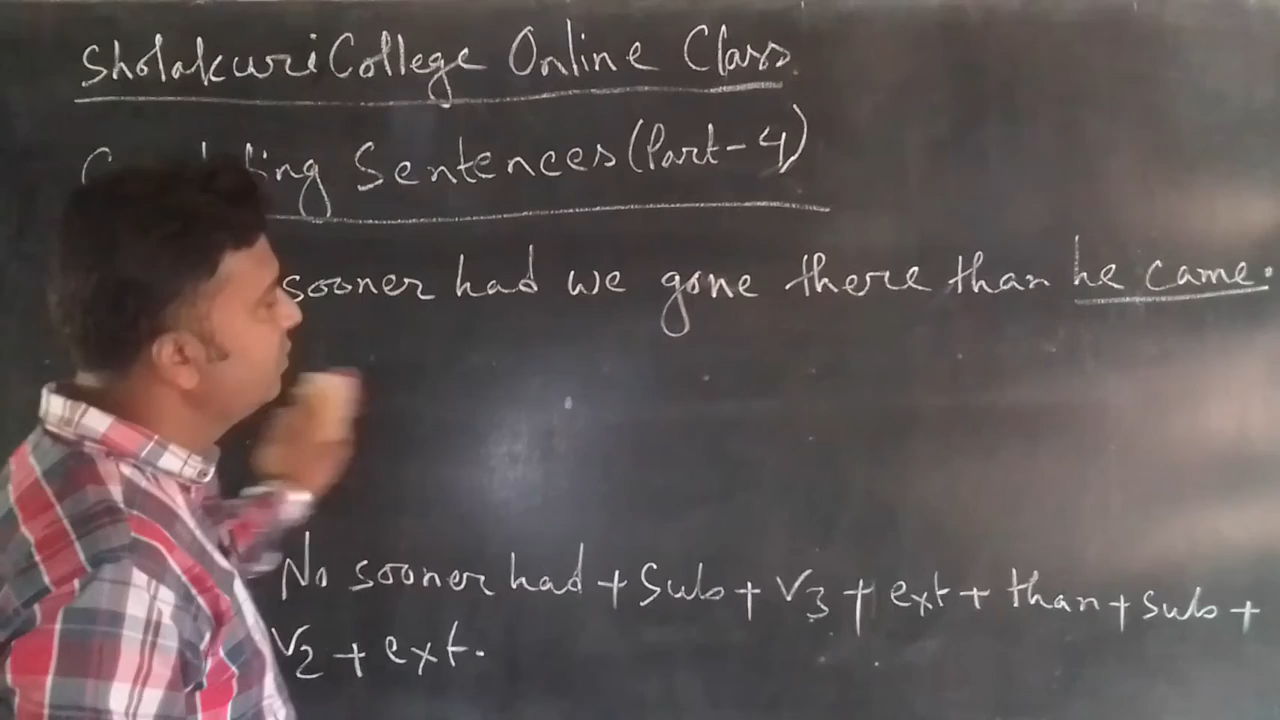 Sholakuri College Online Class
Sentences (Part-4)
sooner had we gone there than he came.
No sooner had + Sub + V3 + ext + than + sub +
V2 + ext.